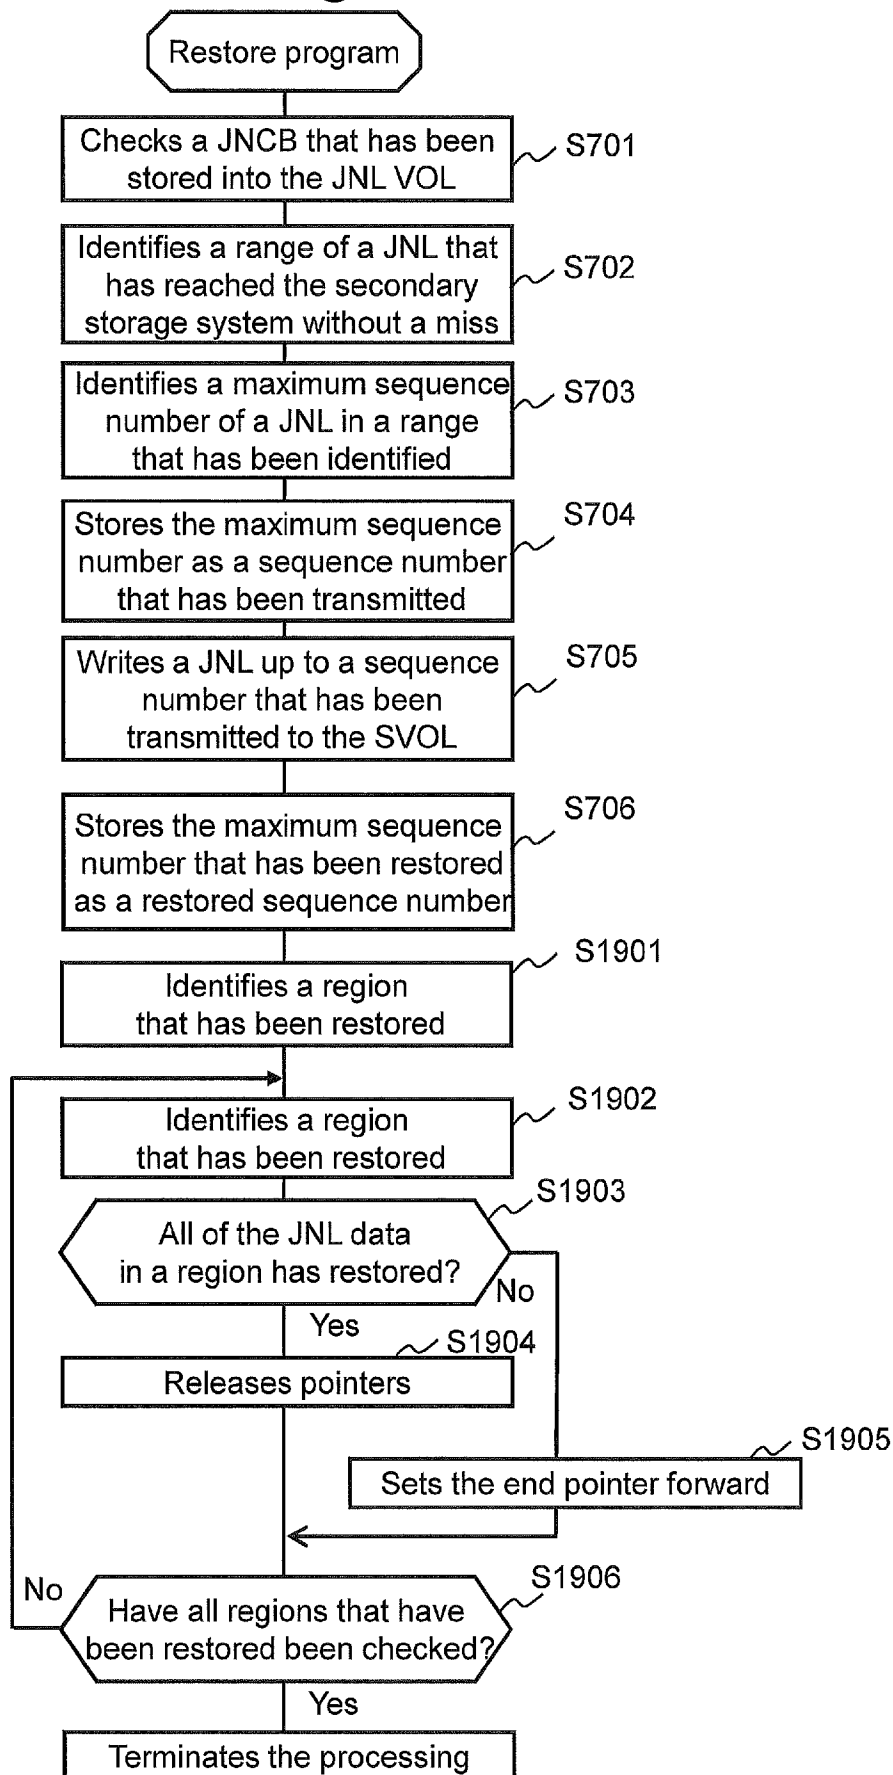 Restore program
Checks a JNCB that has been
stored into the JNL VOL
S701
Identifies a range of a JNL that
has reached the secondary
storage system without a miss
S702
Identifies a maximum sequence
number of a JNL in a range
that has been identified
S703
Stores the maximum sequence
number as a sequence number
that has been transmitted
S704
Writes a JNL up to a sequence
number that has been
transmitted to the SVOL
S705
Stores the maximum sequence
number that has been restored
as a restored sequence number
S706
Identifies a region
that has been restored
S1901
Identifies a region
that has been restored
S1902
All of the JNL data
in a region has restored?
S1903
No
Yes
S1904
Releases pointers
S1905
Sets the end pointer forward
No
Have all regions that have
been restored been checked?
S1906
Yes
Terminates the processing